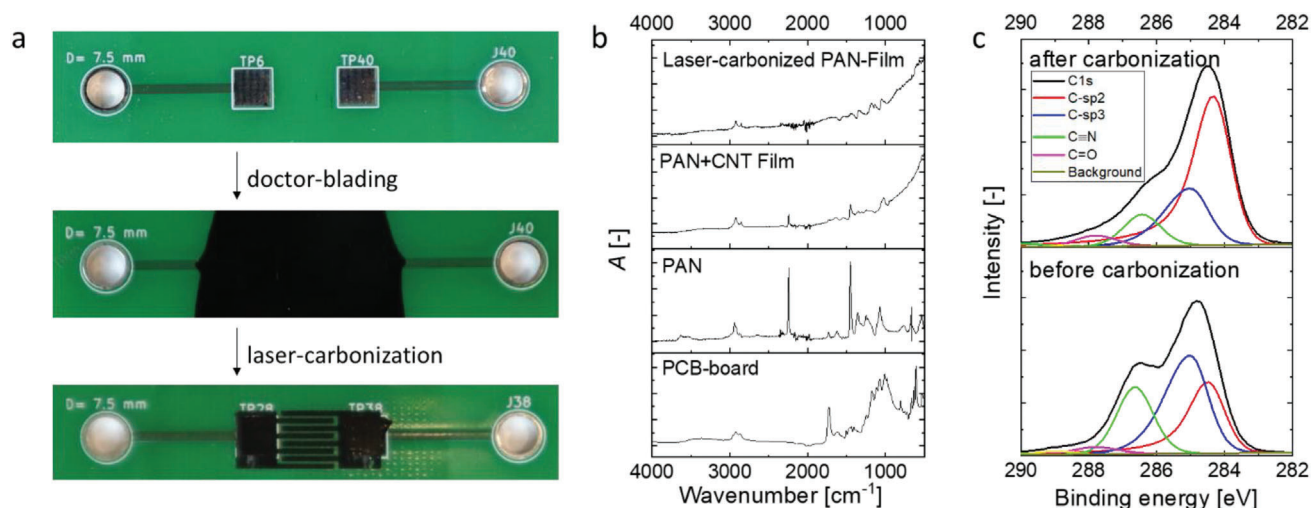 a
D= 7.5 mm
TP6
TP40
J40
doctor-blading
D= 7.5 mm
J40
laser-carbonization
D= 7.5 mm
TP38
J38
b
4000 3000 2000 1000
Laser-carbonized PAN-Film
PAN+CNT Film
PAN
PCB-board
A [-]
4000 3000 2000 1000
Wavenumber [cm⁻¹]
c
290 288 286 284 282
after carbonization
C1s
C-sp2
C-sp3
C≡N
C=O
Background
before carbonization
Intensity [-]
290 288 286 284 282
Binding energy [eV]